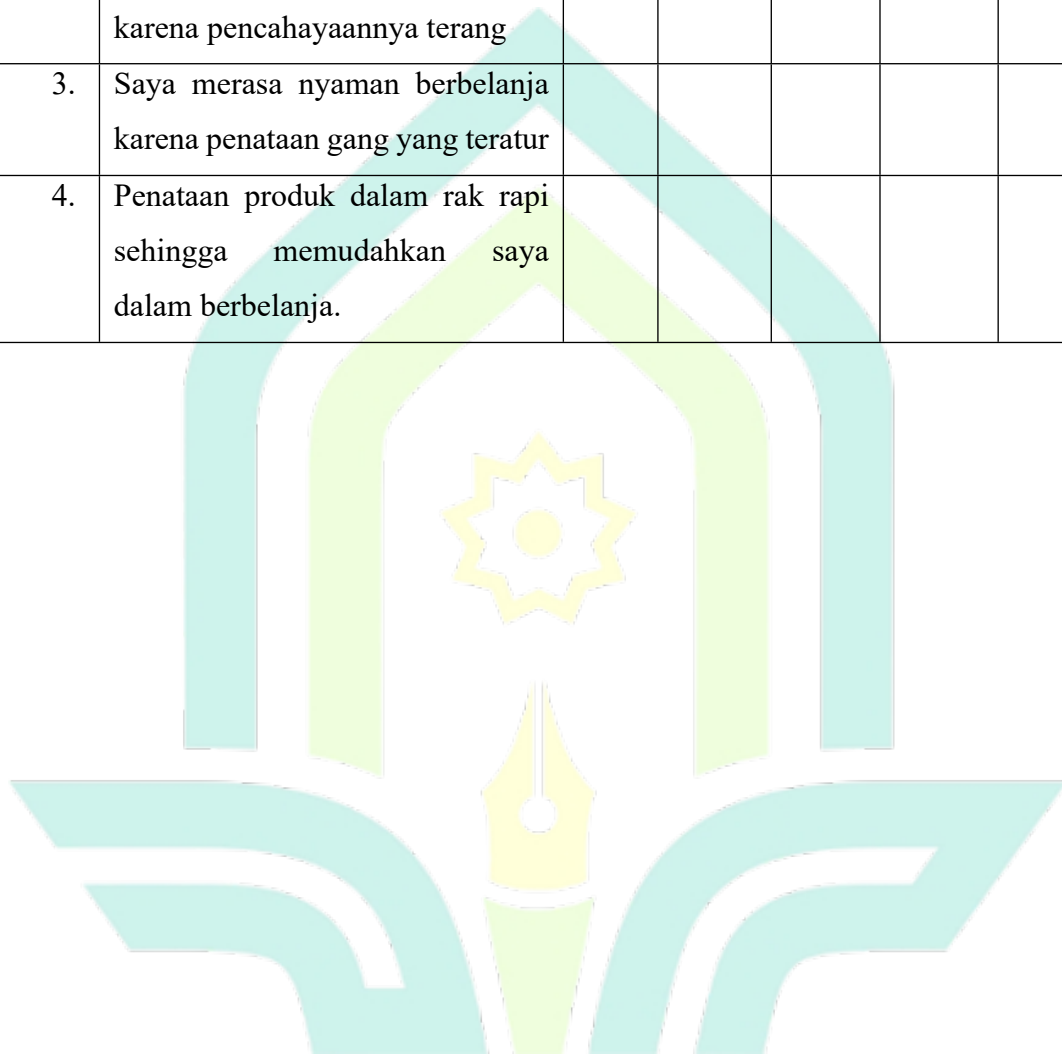 karena pencahayaannya terang
3. Saya merasa nyaman berbelanja
karena penataan gang yang teratur
4. Penataan produk dalam rak rapi
sehingga memudahkan saya
dalam berbelanja.